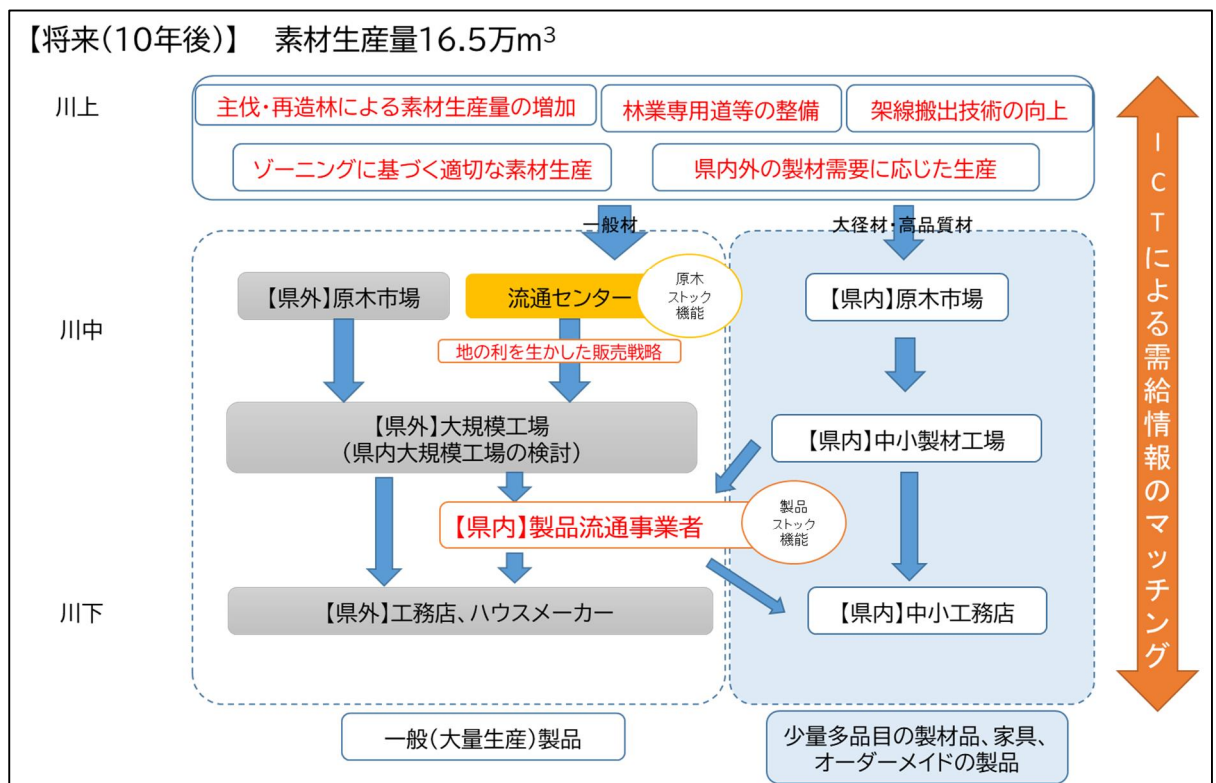 【将来(10年後)】 素材生産量16.5万m³
川上
主伐・再造林による素材生産量の増加
林業専用道等の整備
架線搬出技術の向上
ゾーニングに基づく適切な素材生産
県内外の製材需要に応じた生産
一般材
大径材・高品質材
川中
【県外】原木市場
流通センター
原木
ストック
機能
【県内】原木市場
地の利を生かした販売戦略
【県外】大規模工場
(県内大規模工場の検討)
【県内】中小製材工場
【県内】製品流通事業者
製品
ストック
機能
川下
【県外】工務店、ハウスメーカー
【県内】中小工務店
一般(大量生産)製品
少量多品目の製材品、家具、
オーダーメイドの製品
ICTによる需給情報のマッチング